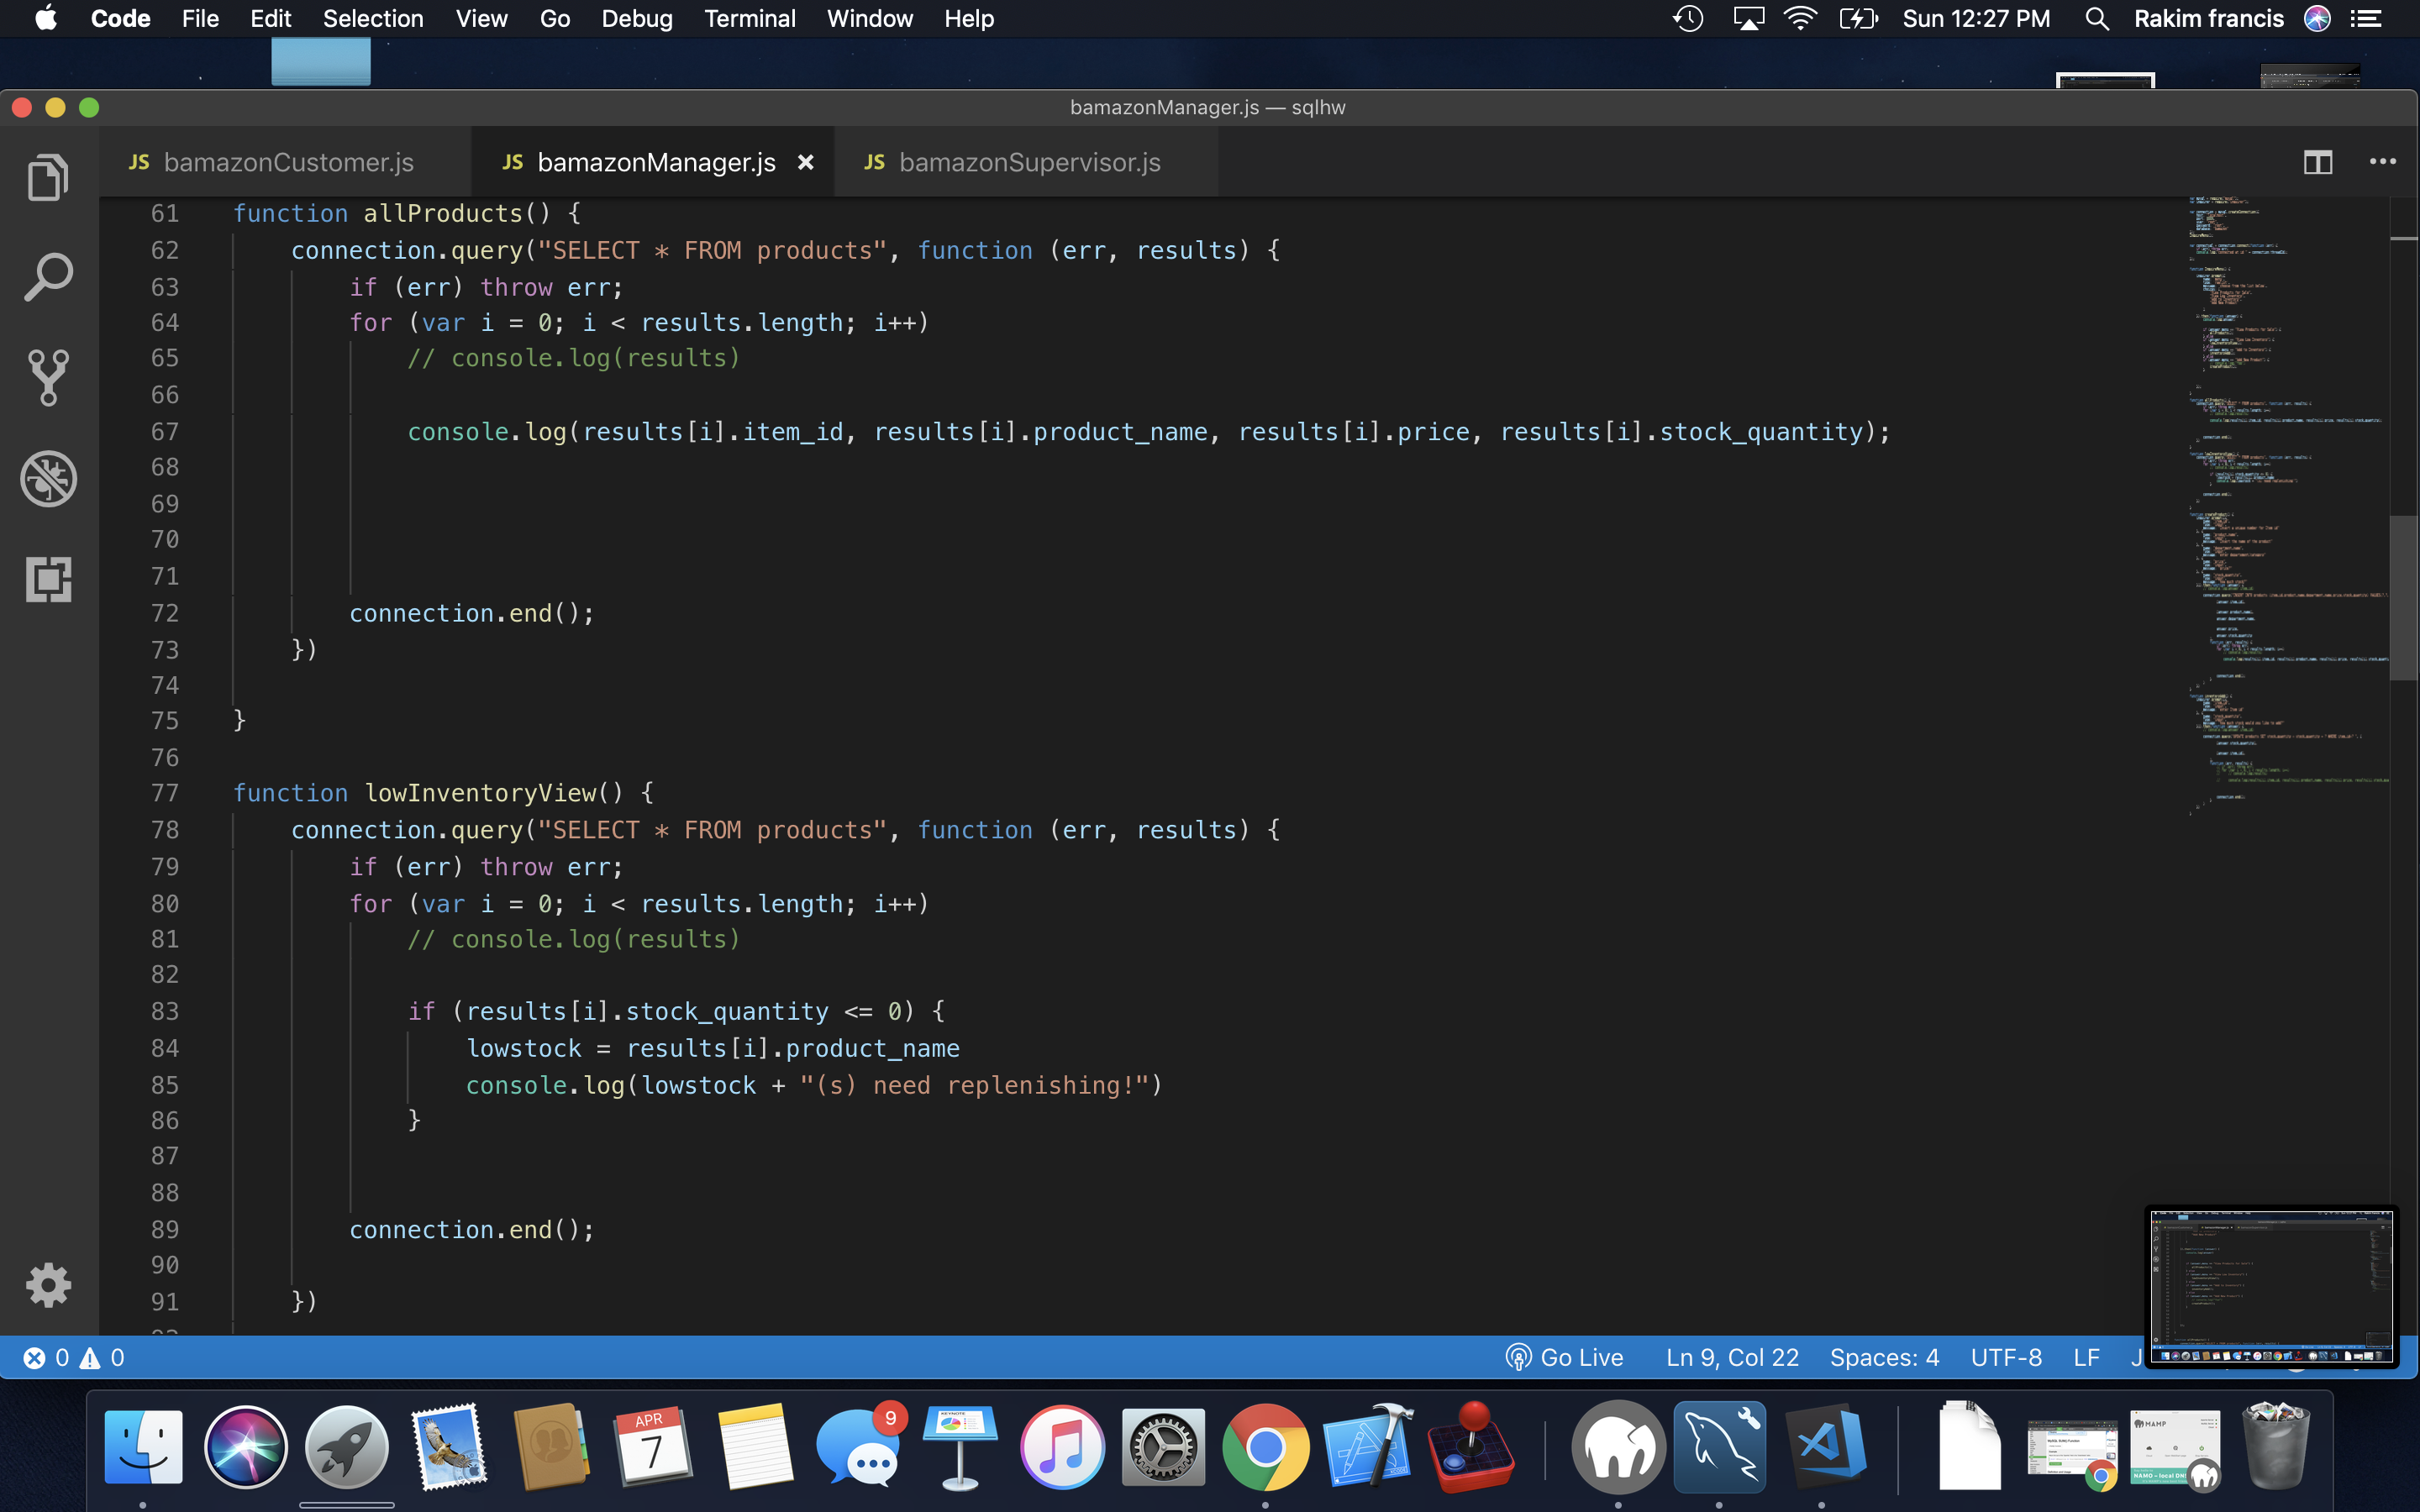 Code File Edit Selection View Go Debug Terminal Window Help Sun 12:27 PM Rakim francis
bamazonManager.js — sqlhw
JS bamazonCustomer.js JS bamazonManager.js × JS bamazonSupervisor.js
61 function allProducts() {
62 connection.query("SELECT * FROM products", function (err, results) {
63 if (err) throw err;
64 for (var i = 0; i < results.length; i++)
65 // console.log(results)
66
67 console.log(results[i].item_id, results[i].product_name, results[i].price, results[i].stock_quantity);
68
69
70
71
72 connection.end();
73 })
74
75 }
76
77 function lowInventoryView() {
78 connection.query("SELECT * FROM products", function (err, results) {
79 if (err) throw err;
80 for (var i = 0; i < results.length; i++)
81 // console.log(results)
82
83 if (results[i].stock_quantity <= 0) {
84 lowstock = results[i].product_name
85 console.log(lowstock + "(s) need replenishing!")
86 }
87
88
89 connection.end();
90
91 })
0 0 Go Live Ln 9, Col 22 Spaces: 4 UTF-8 LF
APR
7
9
KEYNOTE
MAMP